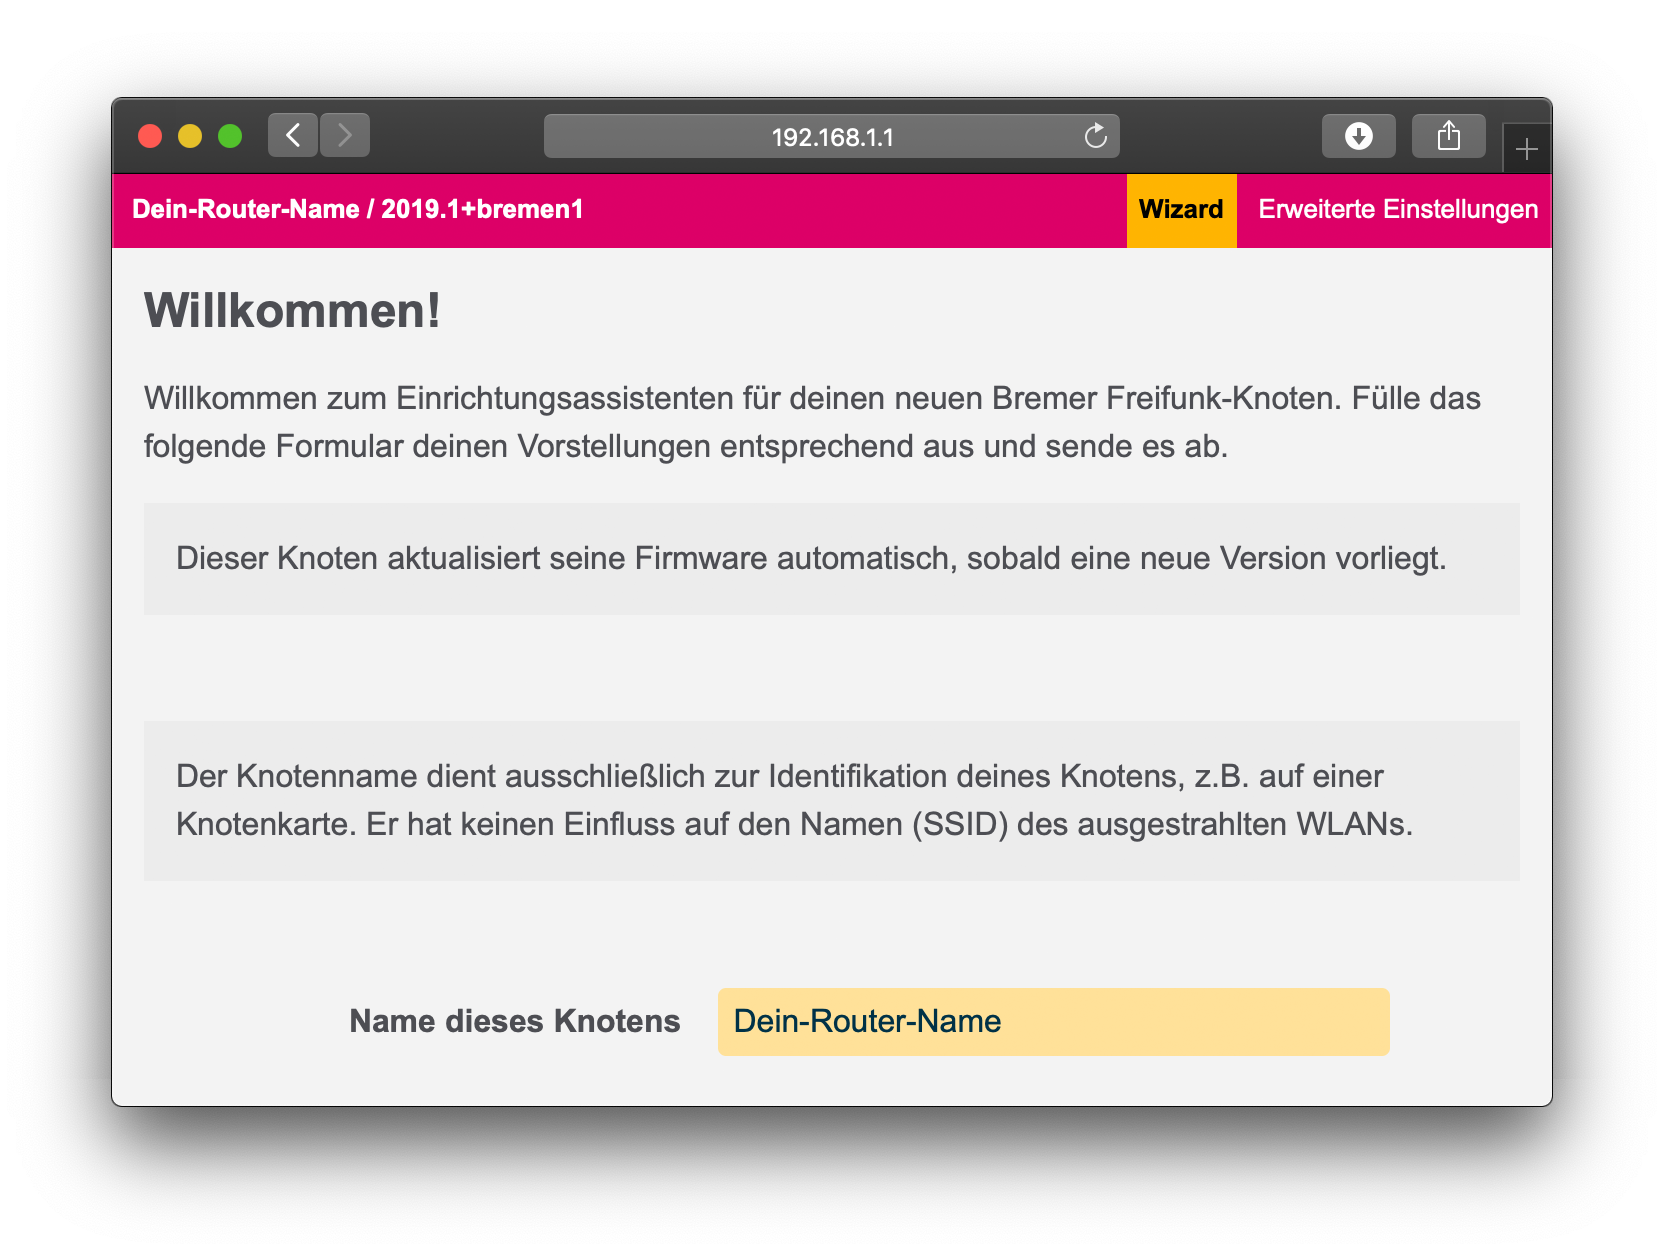 192.168.1.1
Dein-Router-Name / 2019.1+bremen1
Wizard
Erweiterte Einstellungen
Willkommen!
Willkommen zum Einrichtungsassistenten für deinen neuen Bremer Freifunk-Knoten. Fülle das
folgende Formular deinen Vorstellungen entsprechend aus und sende es ab.
Dieser Knoten aktualisiert seine Firmware automatisch, sobald eine neue Version vorliegt.
Der Knotenname dient ausschließlich zur Identifikation deines Knotens, z.B. auf einer
Knotenkarte. Er hat keinen Einfluss auf den Namen (SSID) des ausgestrahlten WLANs.
Name dieses Knotens
Dein-Router-Name